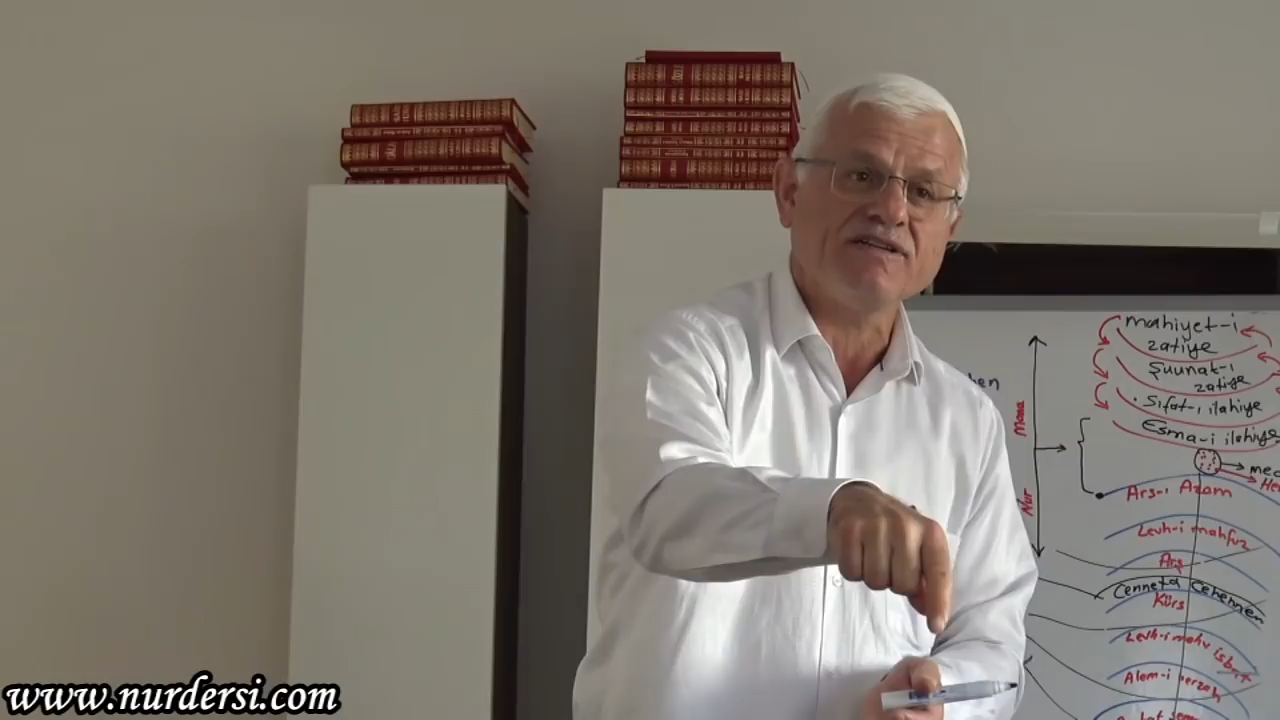 mahiyet-i
zatiye
Şuunat-ı
zatiye
Sıfat-ı ilahiye
Esma-i ilahiye
Mana
Nur
Arş-ı Azam
Levh-i mahfuz
Arş
Cennet Cehennem
Kürs
Levh-i mahv isbat
Alem-i berzah
www.nurdersi.com